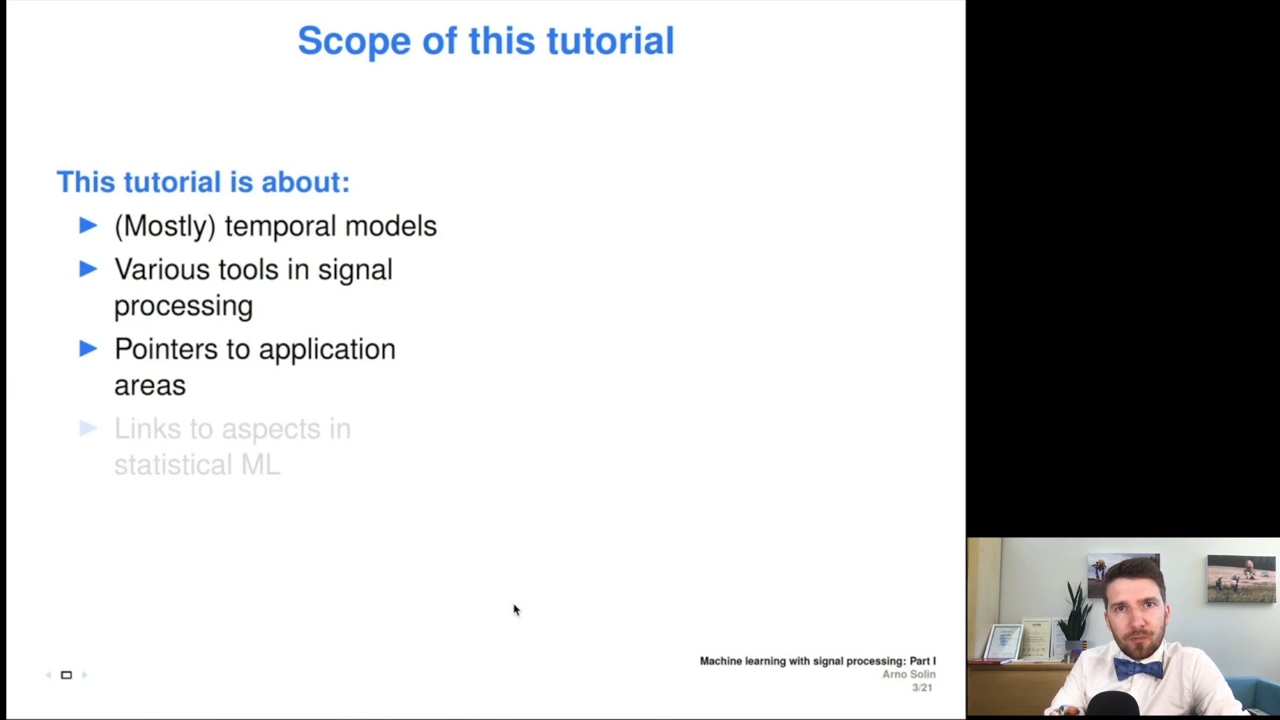 Scope of this tutorial
This tutorial is about:
(Mostly) temporal models
Various tools in signal
processing
Pointers to application
areas
Links to aspects in
statistical ML
Machine learning with signal processing: Part I
Arno Solin
3/21